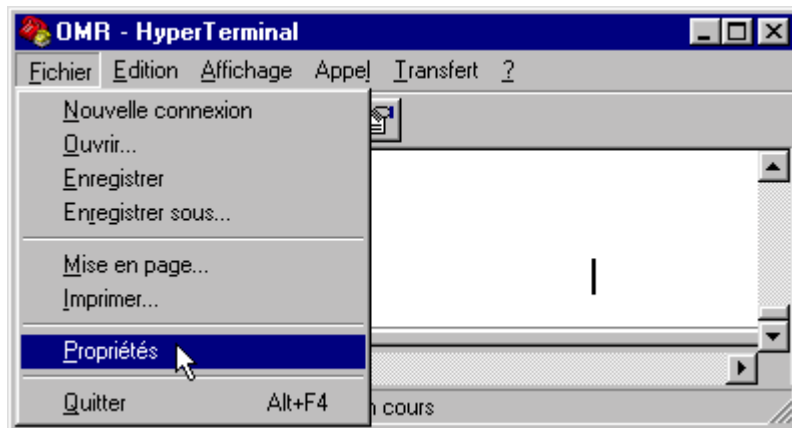 OMR - HyperTerminal
Fichier Edition Affichage Appel Transfert ?
Nouvelle connexion
Ouvrir...
Enregistrer
Enregistrer sous...
Mise en page...
Imprimer...
Propriétés
Quitter Alt+F4
cours